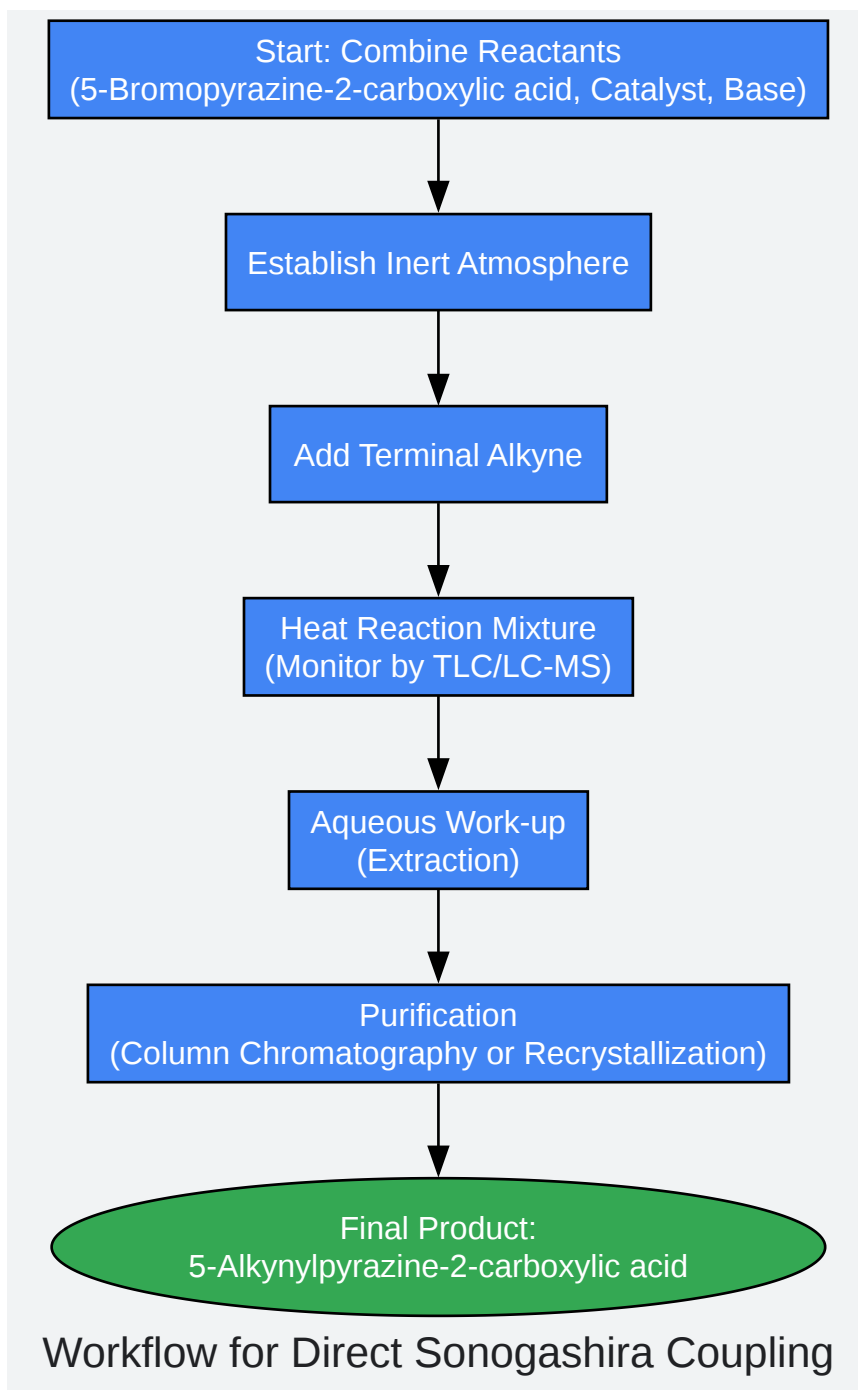 Start: Combine Reactants
(5-Bromopyrazine-2-carboxylic acid, Catalyst, Base)
Establish Inert Atmosphere
Add Terminal Alkyne
Heat Reaction Mixture
(Monitor by TLC/LC-MS)
Aqueous Work-up
(Extraction)
Purification
(Column Chromatography or Recrystallization)
Final Product:
5-Alkynylpyrazine-2-carboxylic acid
Workflow for Direct Sonogashira Coupling